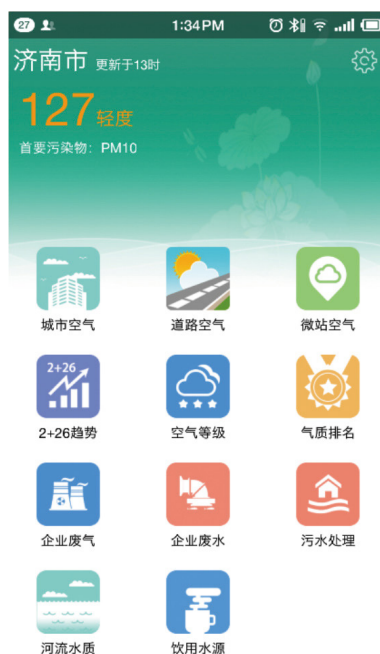 27 1:34PM
济南市 更新于13时
127轻度
首要污染物: PM10
城市空气 道路空气 微站空气
2+26
2+26趋势 空气等级 气质排名
企业废气 企业废水 污水处理
河流水质 饮用水源